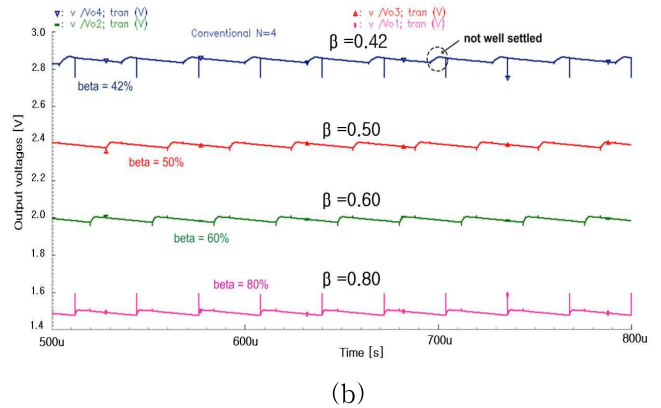 v /Vo4; tran (V)
v /Vo3; tran (V)
v /Vo2; tran (V)
v /Vo1; tran (V)
Conventional N=4
β =0.42
not well settled
beta = 42%
β =0.50
beta = 50%
β =0.60
beta = 60%
β =0.80
beta = 80%
Output voltages [V]
3.0
2.8
2.4
2.4
2.2
2.0
1.8
1.6
1.4
500u
600u
700u
800u
Time [s]
(b)